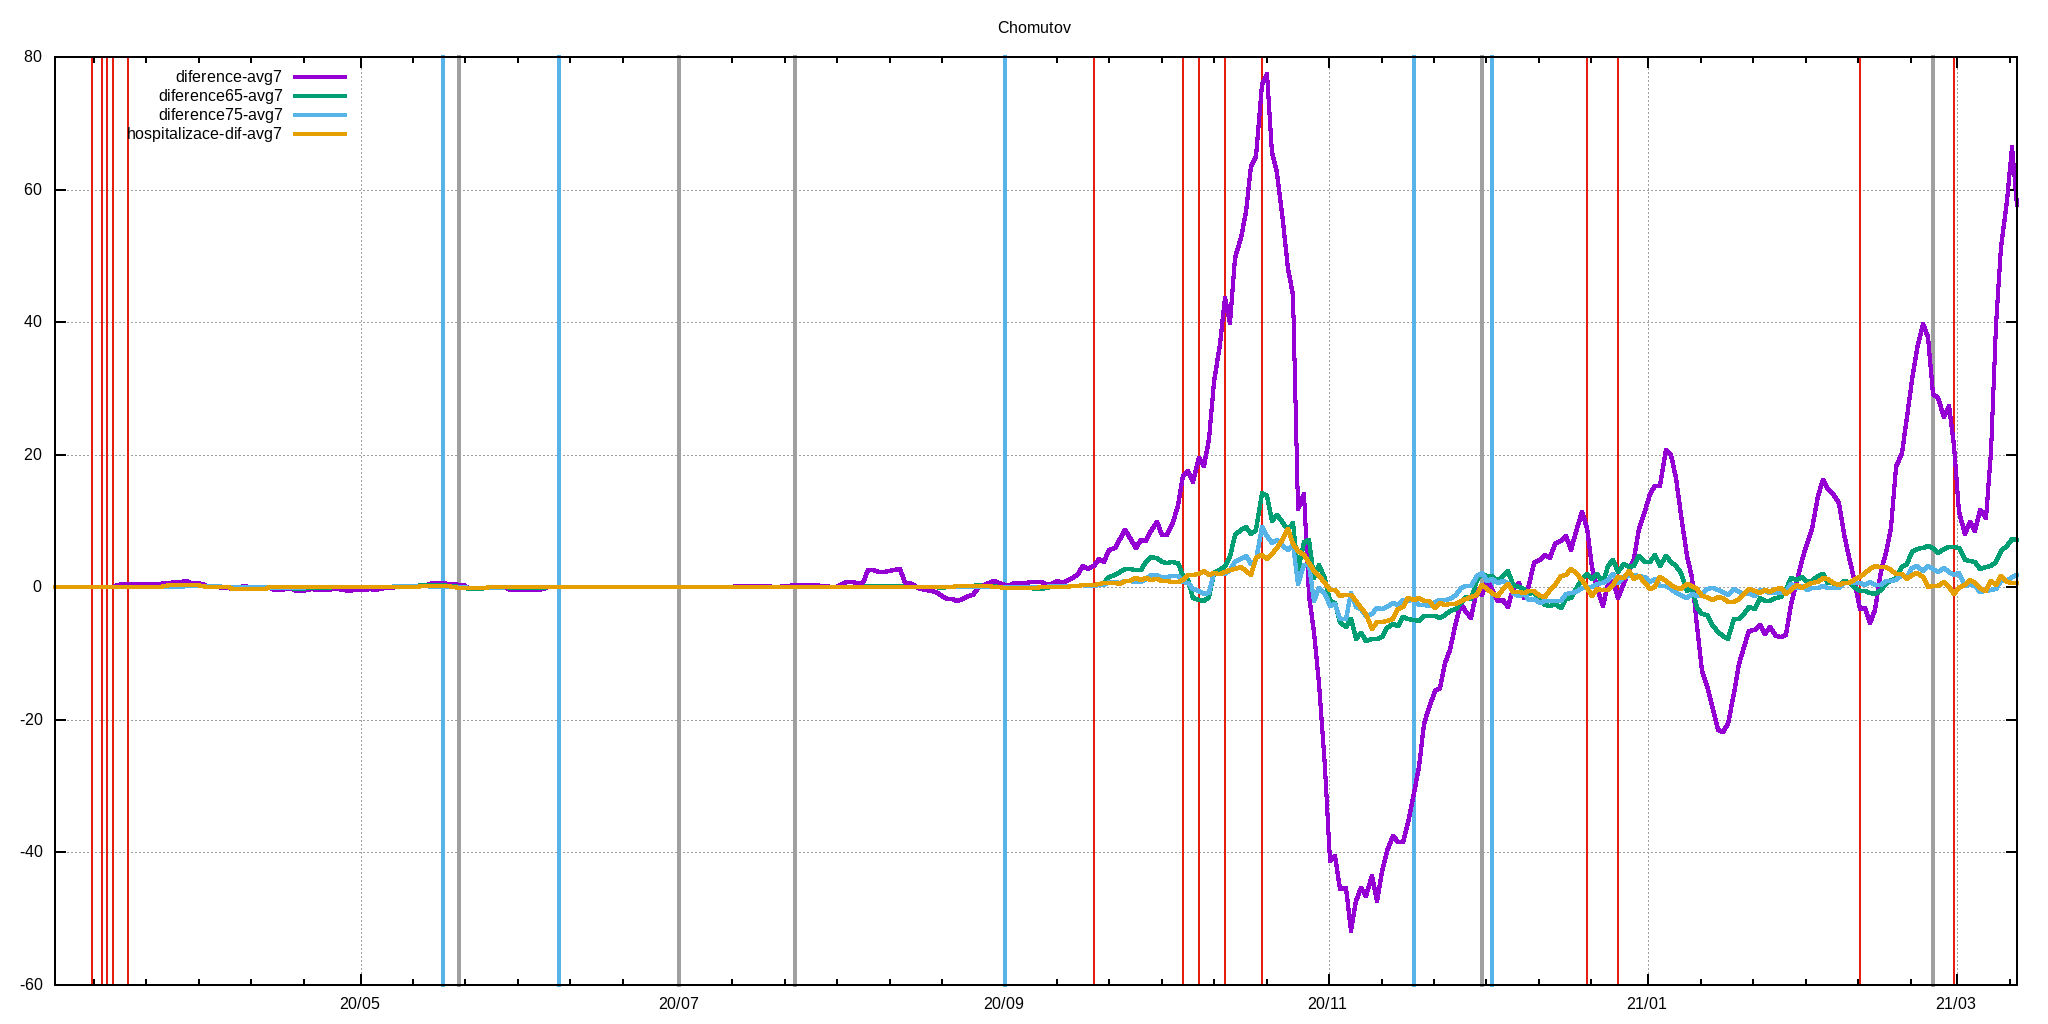 Chomutov
80
60
40
20
0
-20
-40
-60
diference-avg7
diference65-avg7
diference75-avg7
hospitalizace-dif-avg7
20/05
20/07
20/09
20/11
21/01
21/03